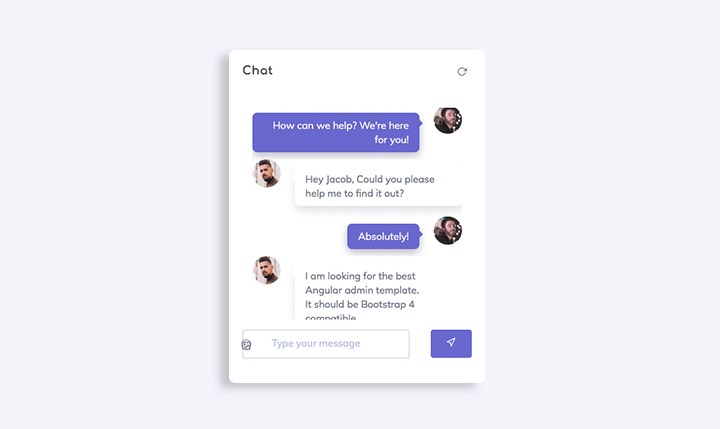 Chat
How can we help? We're here
for you!
Hey Jacob, Could you please
help me to find it out?
Absolutely!
I am looking for the best
Angular admin template.
It should be Bootstrap 4
compatible
Type your message